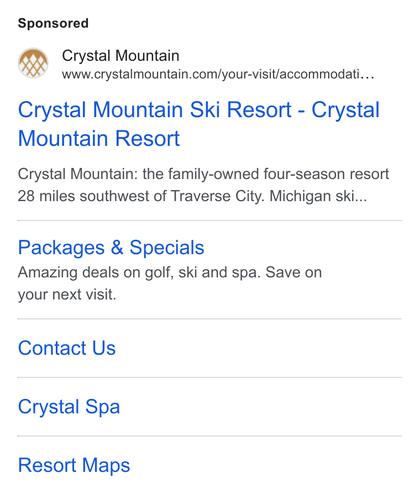 Sponsored
Crystal Mountain
www.crystalmountain.com/your-visit/accommodati...
Crystal Mountain Ski Resort - Crystal
Mountain Resort
Crystal Mountain: the family-owned four-season resort
28 miles southwest of Traverse City. Michigan ski...
Packages & Specials
Amazing deals on golf, ski and spa. Save on
your next visit.
Contact Us
Crystal Spa
Resort Maps